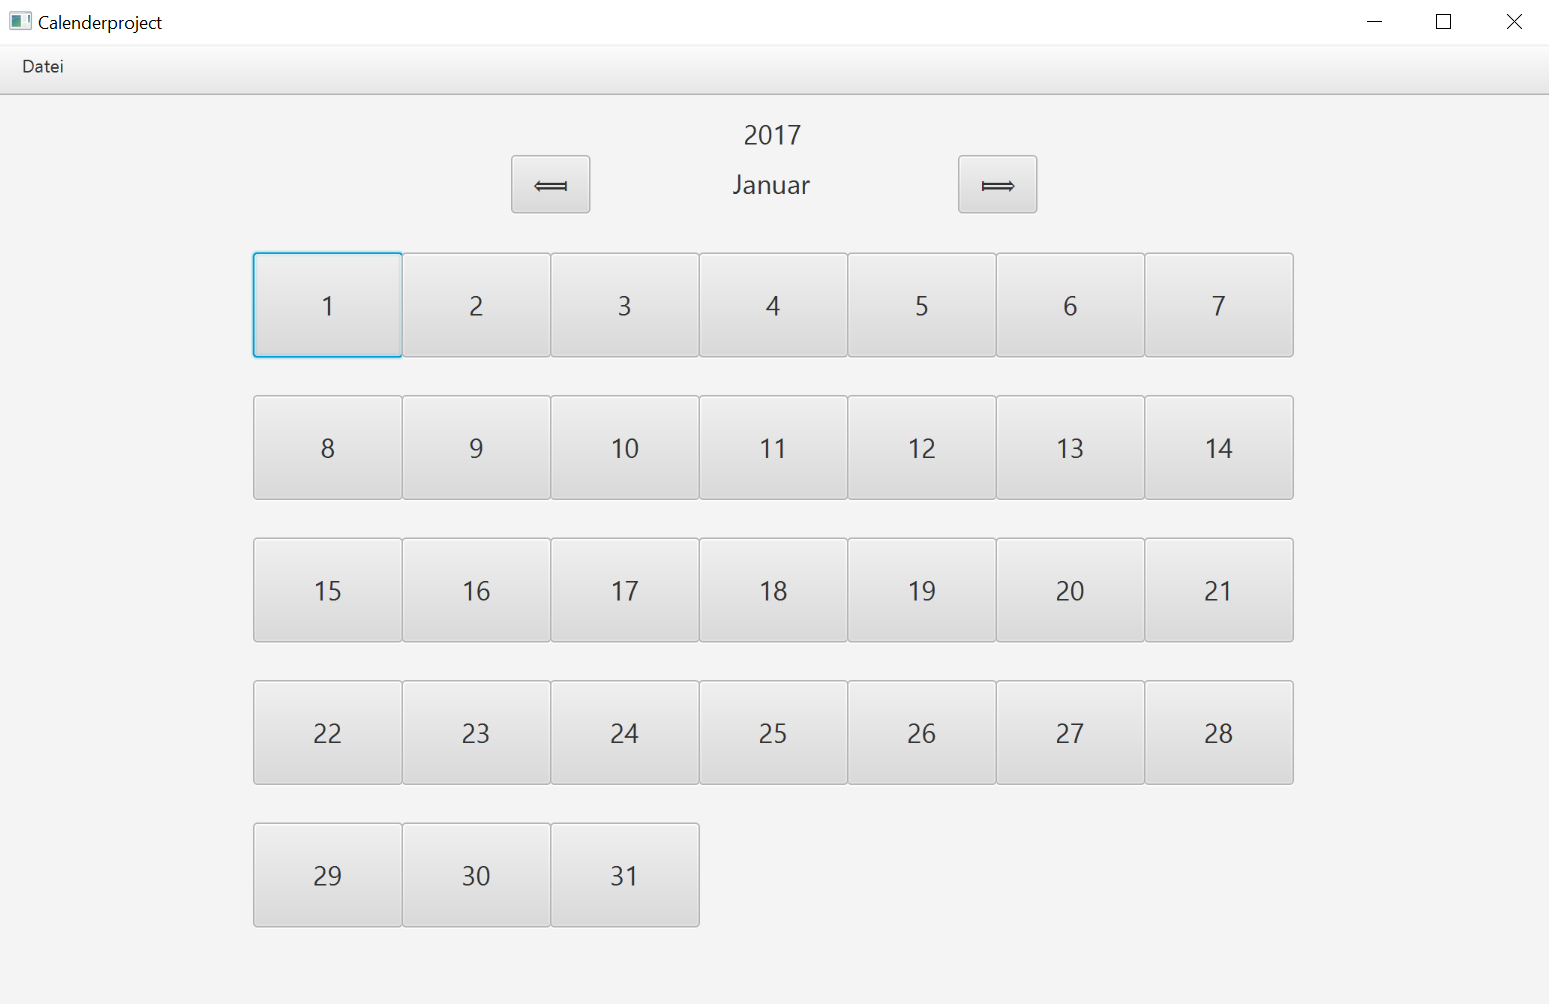 Calenderproject
Datei
2017
⟸ Januar ⟾
1 2 3 4 5 6 7
8 9 10 11 12 13 14
15 16 17 18 19 20 21
22 23 24 25 26 27 28
29 30 31